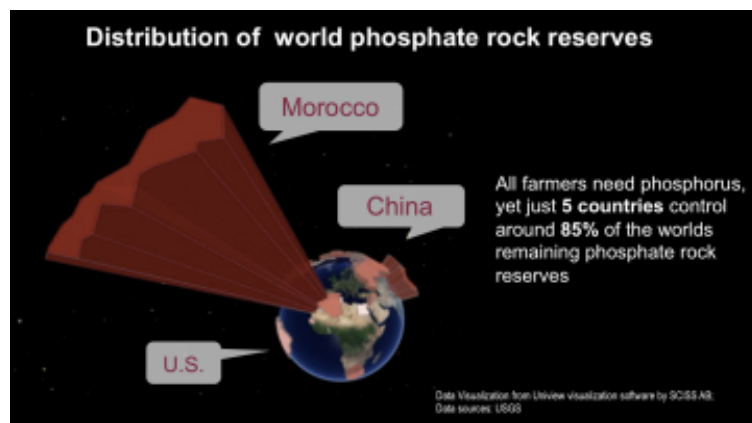 Distribution of world phosphate rock reserves
Morocco
China
All farmers need phosphorus,
yet just 5 countries control
around 85% of the worlds
remaining phosphate rock
reserves
U.S.
Data Visualization from Uniview visualization software by SCISS AB;
Data sources: USGS